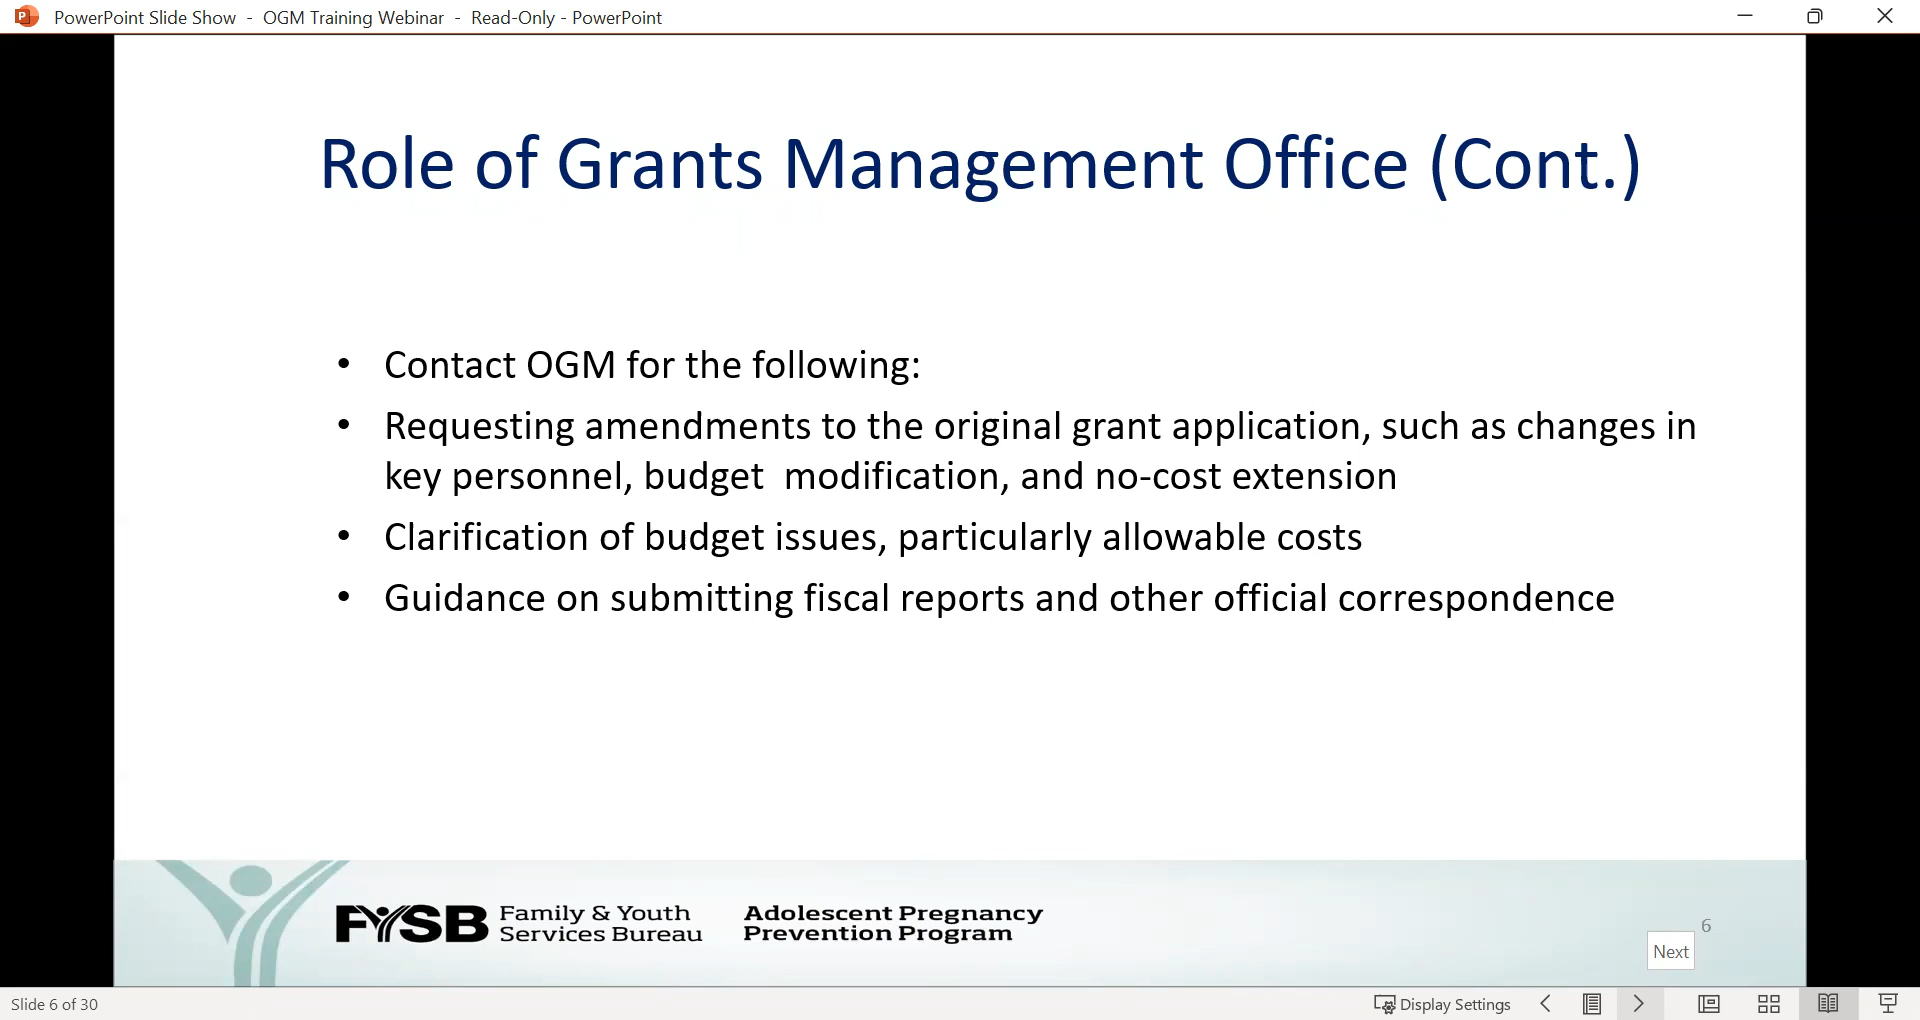 PowerPoint Slide Show - OGM Training Webinar - Read-Only - PowerPoint
Role of Grants Management Office (Cont.)
• Contact OGM for the following:
• Requesting amendments to the original grant application, such as changes in
key personnel, budget  modification, and no-cost extension
• Clarification of budget issues, particularly allowable costs
• Guidance on submitting fiscal reports and other official correspondence
FYSB Family & Youth
Services Bureau
Adolescent Pregnancy
Prevention Program
6
Next
Slide 6 of 30
Display Settings